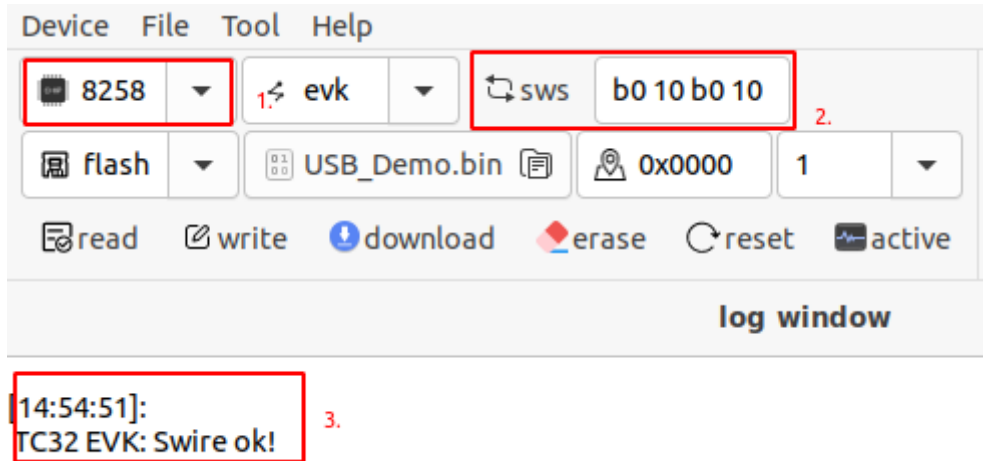 Device File Tool Help
8258 1. evk sws b0 10 b0 10 2.
flash USB_Demo.bin 0x0000 1
read write download erase reset active
log window
[14:54:51]:
TC32 EVK: Swire ok!
3.